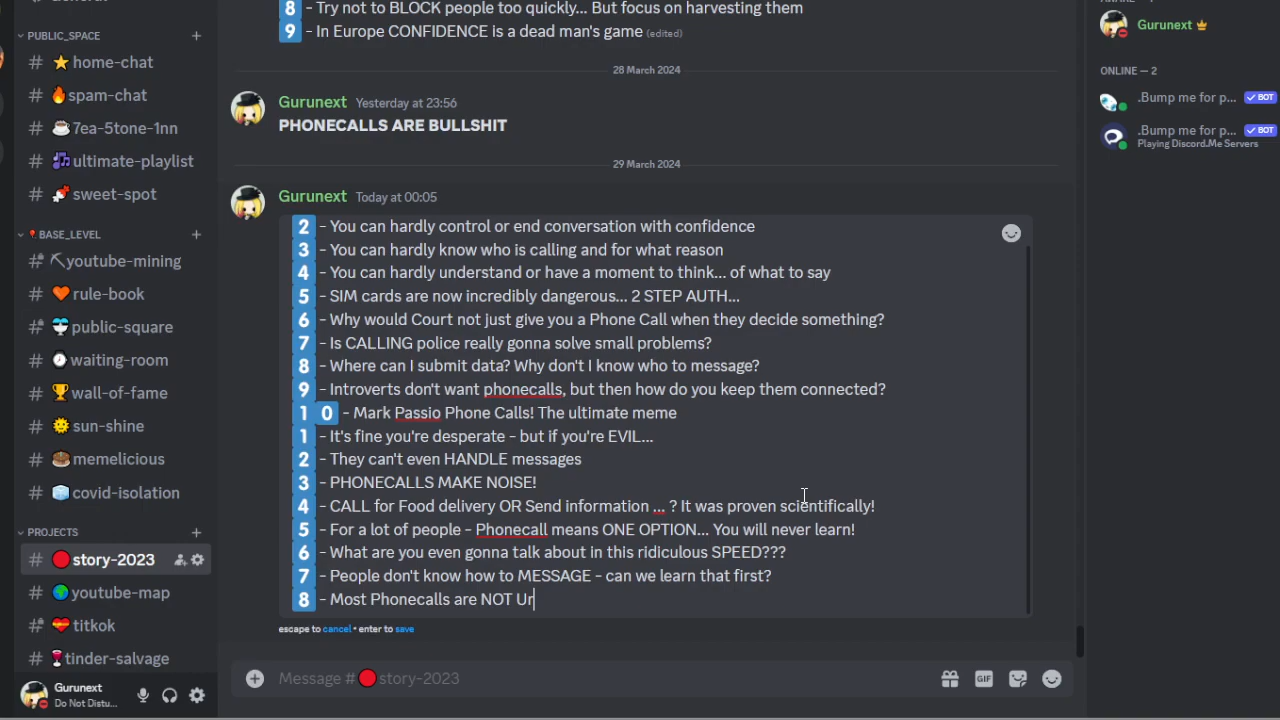 general
PUBLIC_SPACE
# ⭐ home-chat
# 🔥spam-chat
# ☕7ea-5tone-1nn
# 🎶ultimate-playlist
# sweet-spot
📍BASE_LEVEL
# ⛏youtube-mining
# 🧡rule-book
# public-square
# waiting-room
# 🏆wall-of-fame
# 🌞sun-shine
# memelicious
# 🧊covid-isolation
PROJECTS
# 🔴story-2023
# 🌍youtube-map
# titkok
# 🍷tinder-salvage
Gurunext
Do Not Distu...
8 - Try not to BLOCK people too quickly... But focus on harvesting them
9 - In Europe CONFIDENCE is a dead man's game (edited)
28 March 2024
Gurunext Yesterday at 23:56
PHONECALLS ARE BULLSHIT
29 March 2024
Gurunext Today at 00:05
2 - You can hardly control or end conversation with confidence
3 - You can hardly know who is calling and for what reason
4 - You can hardly understand or have a moment to think... of what to say
5 - SIM cards are now incredibly dangerous... 2 STEP AUTH...
6 - Why would Court not just give you a Phone Call when they decide something?
7 - Is CALLING police really gonna solve small problems?
8 - Where can I submit data? Why don't I know who to message?
9 - Introverts don't want phonecalls, but then how do you keep them connected?
1 0 - Mark Passio Phone Calls! The ultimate meme
1 - It's fine you're desperate - but if you're EVIL...
2 - They can't even HANDLE messages
3 - PHONECALLS MAKE NOISE!
4 - CALL for Food delivery OR Send information ... ? It was proven scientifically!
5 - For a lot of people - Phonecall means ONE OPTION... You will never learn!
6 - What are you even gonna talk about in this ridiculous SPEED???
7 - People don't know how to MESSAGE - can we learn that first?
8 - Most Phonecalls are NOT Ur
escape to cancel • enter to save
Message #🔴story-2023
GIF
Gurunext
ONLINE — 2
.Bump me for p... ✓ BOT
.Bump me for p... ✓ BOT
Playing Discord.Me Servers